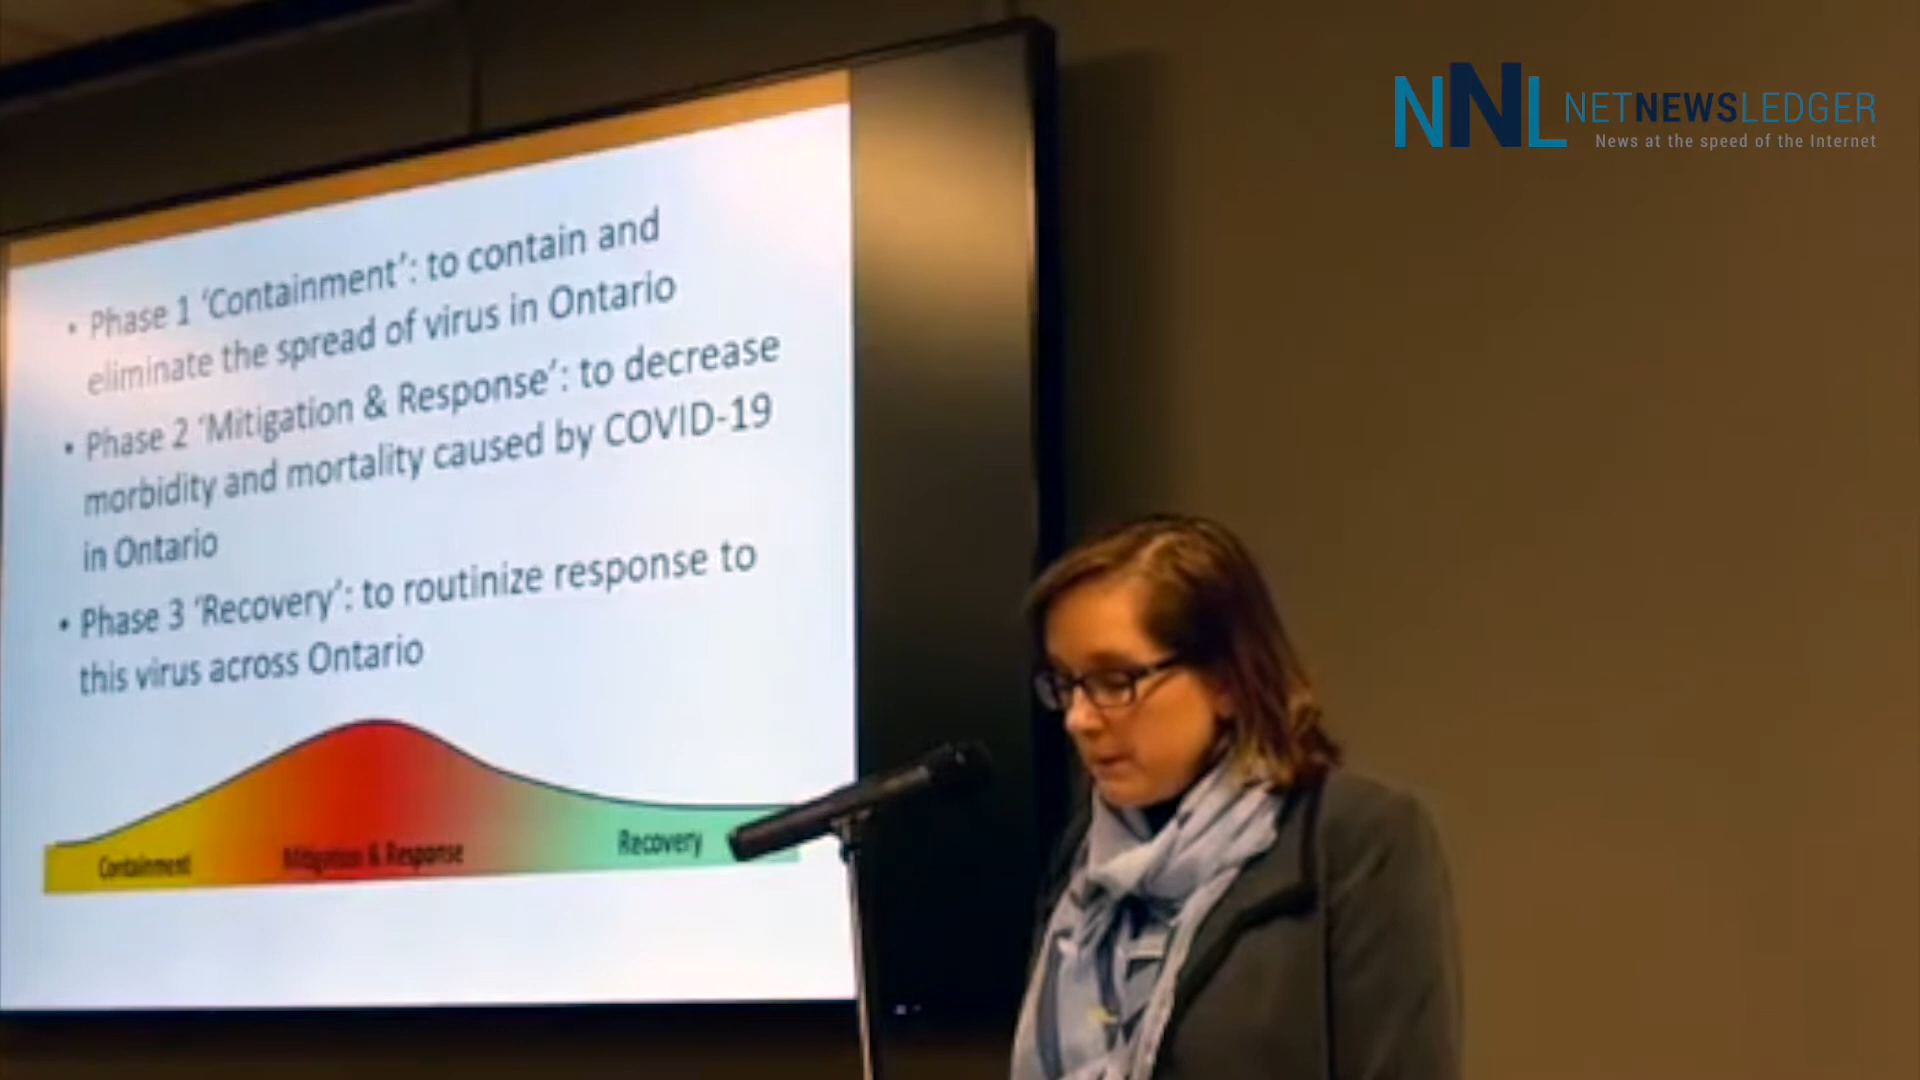 NNL NETNEWSLEDGER
News at the speed of the Internet
• Phase 1 ‘Containment’: to contain and
eliminate the spread of virus in Ontario
• Phase 2 ‘Mitigation & Response’: to decrease
morbidity and mortality caused by COVID-19
in Ontario
• Phase 3 ‘Recovery’: to routinize response to
this virus across Ontario
Containment
Mitigation & Response
Recovery